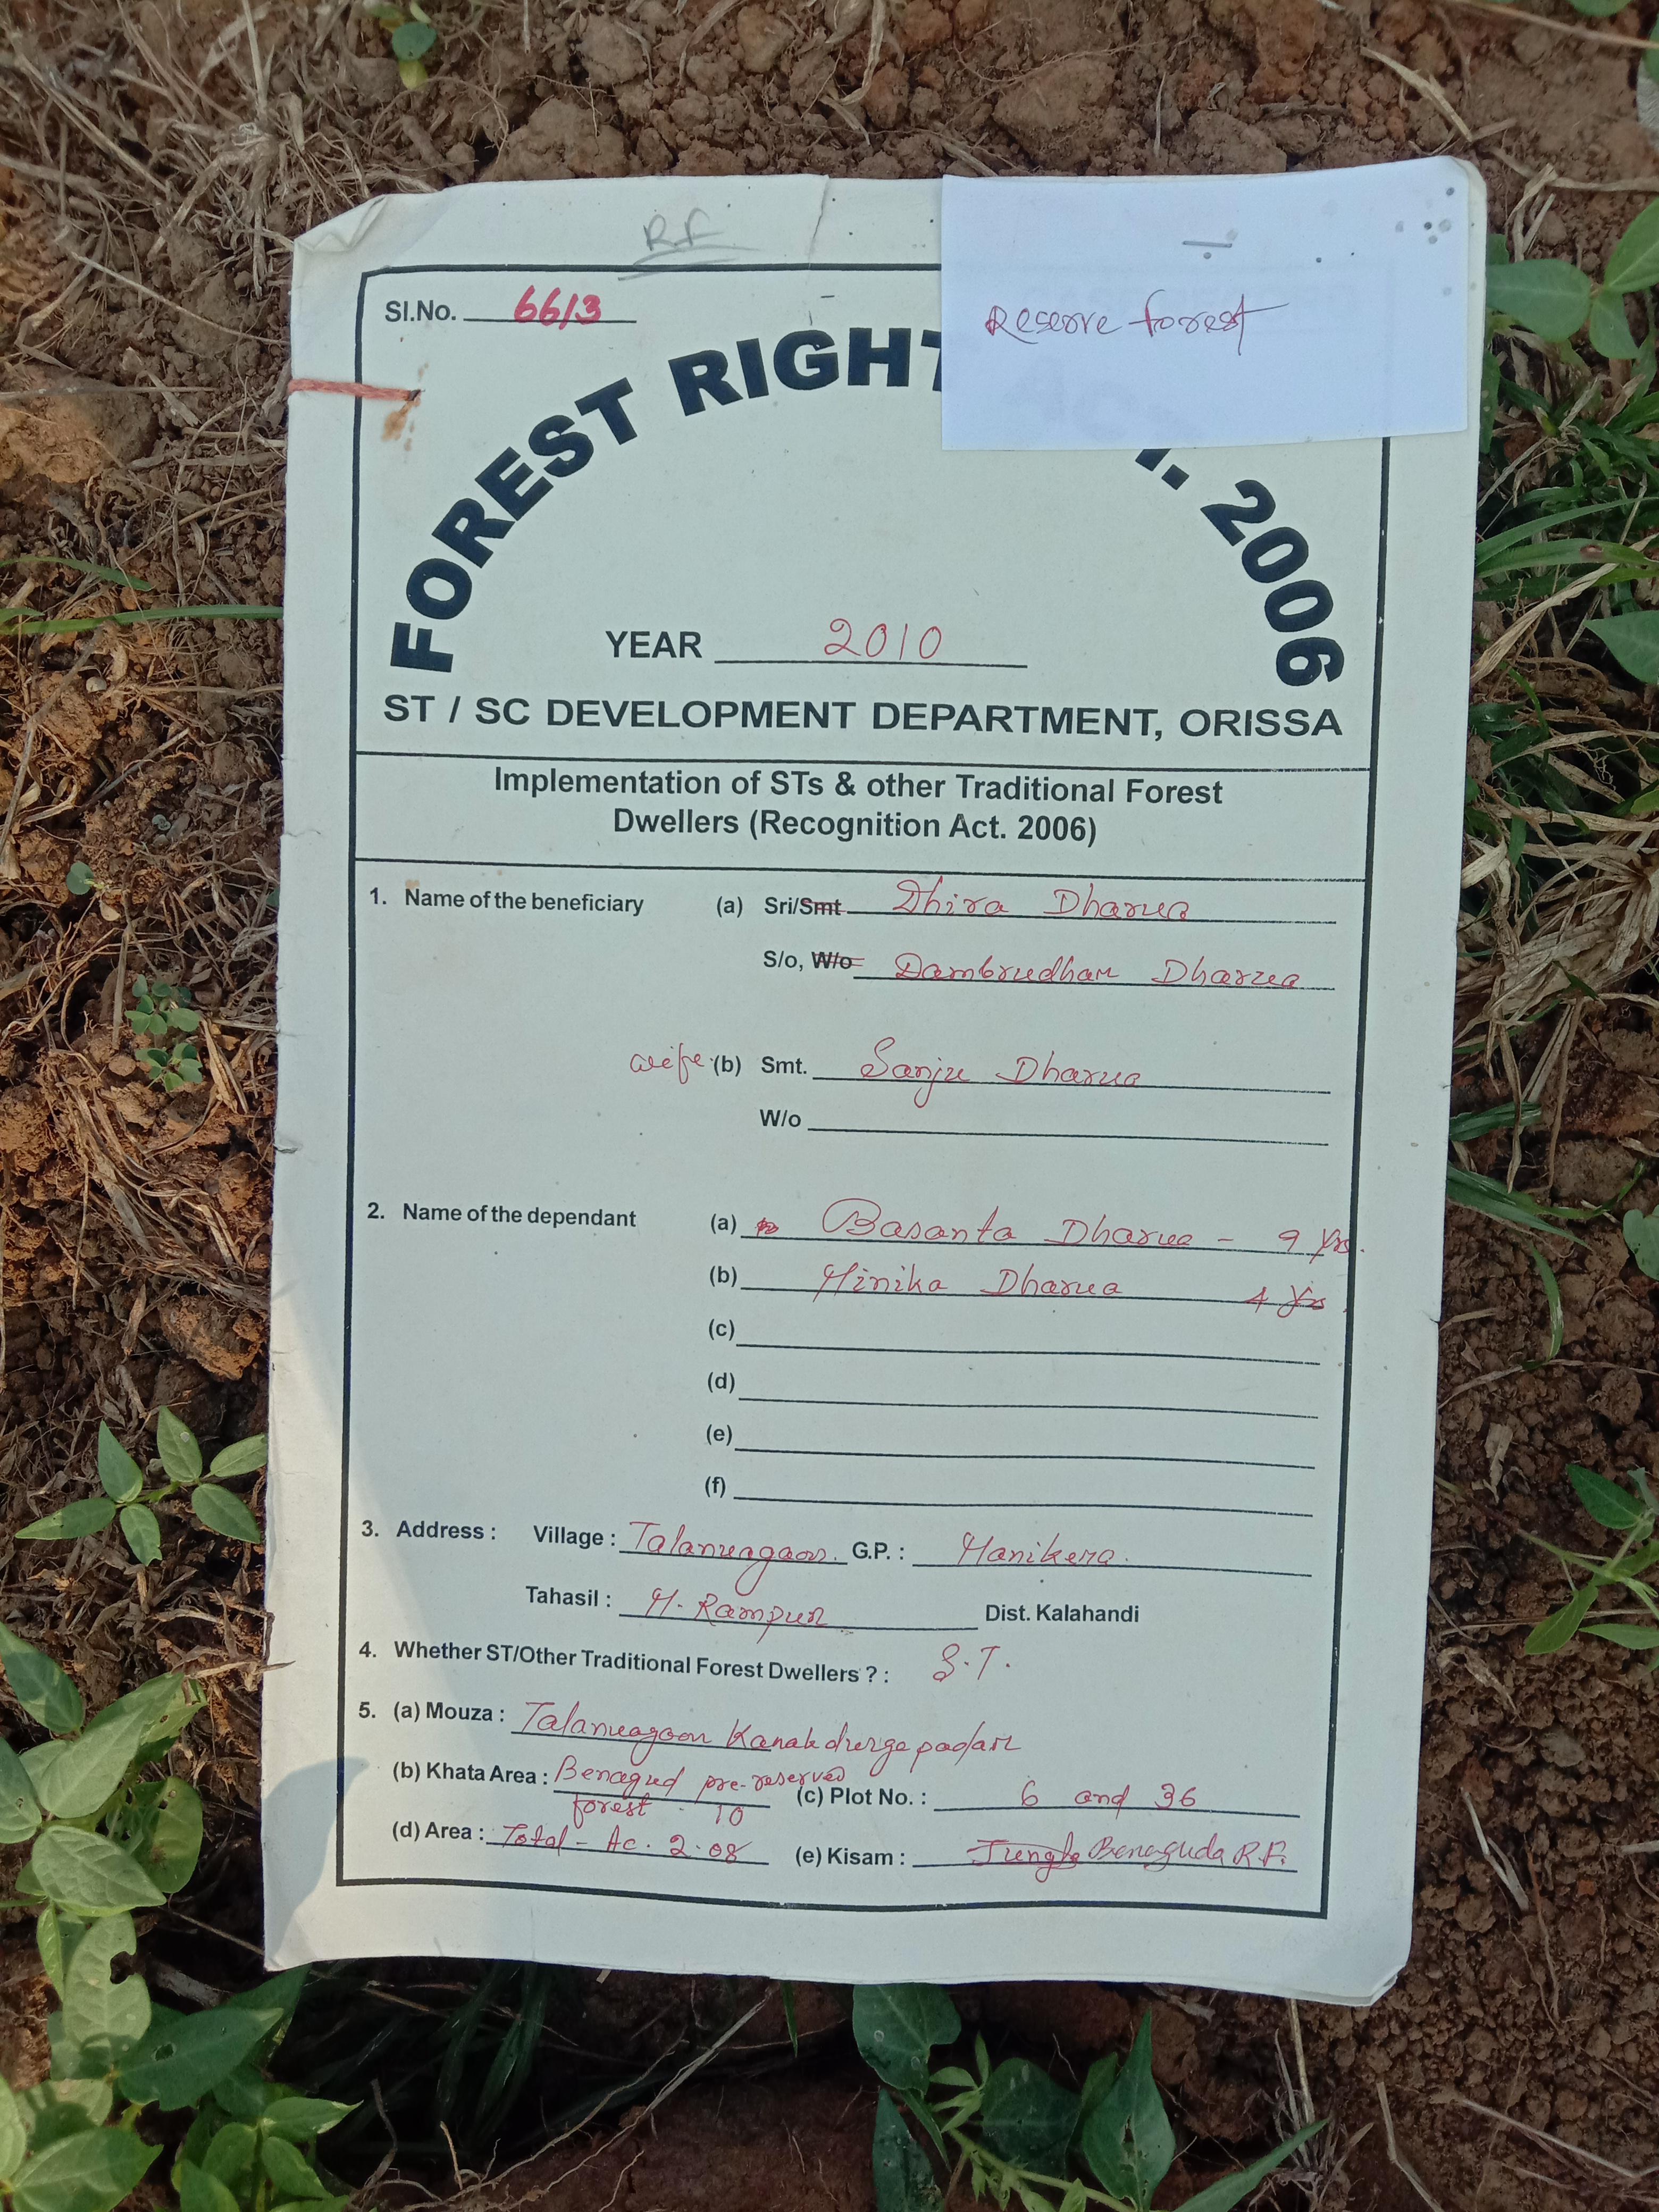 RF
Reserve forest
Sl.No. 6613
FOREST RIGHT 2006
YEAR 2010
ST / SC DEVELOPMENT DEPARTMENT, ORISSA
Implementation of STs & other Traditional Forest
Dwellers (Recognition Act. 2006)
1. Name of the beneficiary (a) Sri/Smt Dhira Dharua
S/o, W/o Dambrudhar Dharua
wife (b) Smt. Sanju Dharua
W/o
2. Name of the dependant (a) Basanta Dharua - 9 Yrs.
(b) Minika Dharua 4 Yrs
(c)
(d)
(e)
(f)
3. Address : Village : Talanuagaon. G.P. : Manikera.
Tahasil : M. Rampur Dist. Kalahandi
4. Whether ST/Other Traditional Forest Dwellers ? : S.T.
5. (a) Mouza : Talanuagaon Kanakdurgapadar
(b) Khata Area : Benagud pre-reserved
forest - 10 (c) Plot No. : 6 and 36
(d) Area : Total - Ac. 2.08 (e) Kisam : Jungle Benaguda R.F.